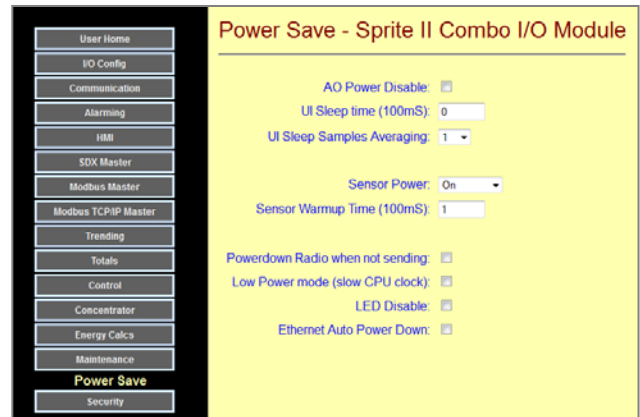 User Home
I/O Config
Communication
Alarming
HMI
SDX Master
Modbus Master
Modbus TCP/IP Master
Trending
Totals
Control
Concentrator
Energy Calcs
Maintenance
Power Save
Security
Power Save - Sprite II Combo I/O Module
AO Power Disable:
UI Sleep time (100mS): 0
UI Sleep Samples Averaging: 1
Sensor Power: On
Sensor Warmup Time (100mS): 1
Powerdown Radio when not sending:
Low Power mode (slow CPU clock):
LED Disable:
Ethernet Auto Power Down: